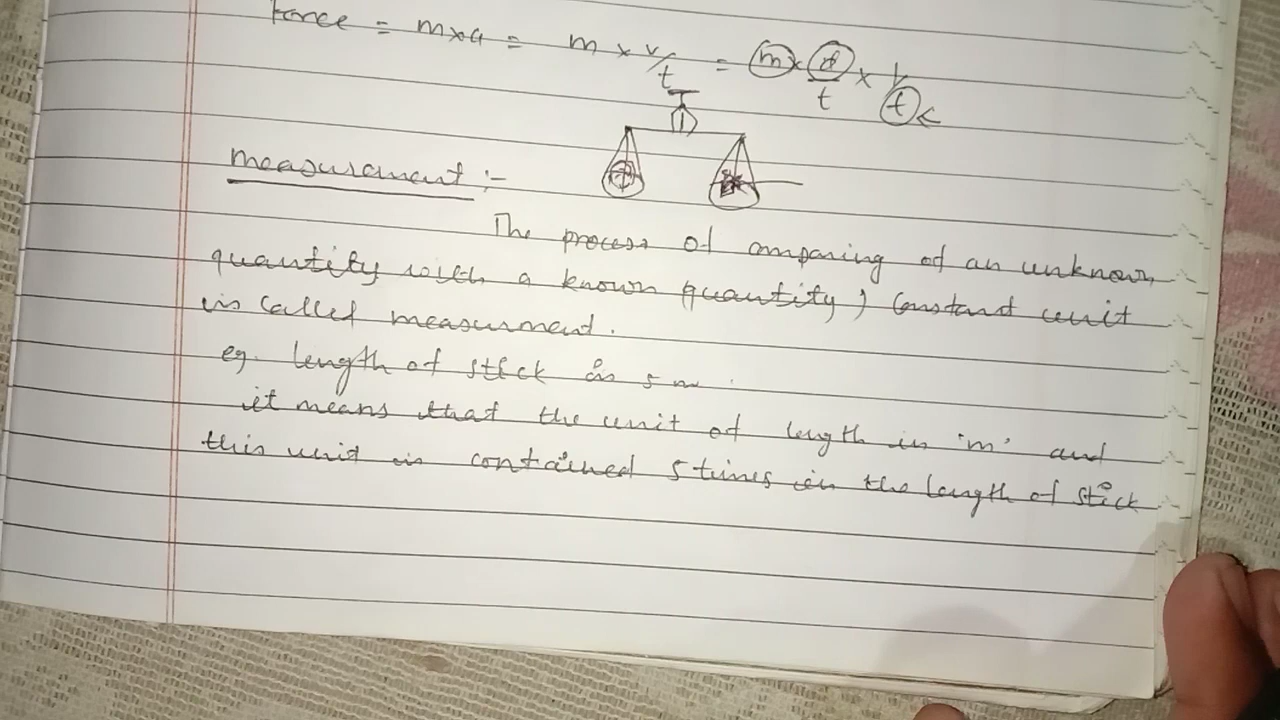 Force = m×a = m × v/t = m × d/t × 1/t
measurement :-
The process of comparing of an unknown
quantity with a known quantity / constant unit
is called measurment.
eg. length of stick is 5 m.
it means that the unit of length is 'm' and
this unit is contained 5 times in the length of stick